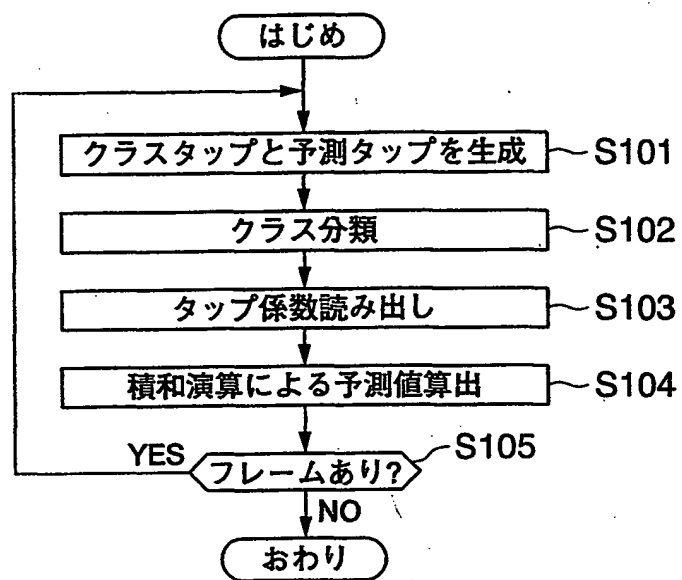 はじめ
クラスタップと予測タップを生成 S101
クラス分類 S102
タップ係数読み出し S103
積和演算による予測値算出 S104
S105
YES
フレームあり?
NO
おわり